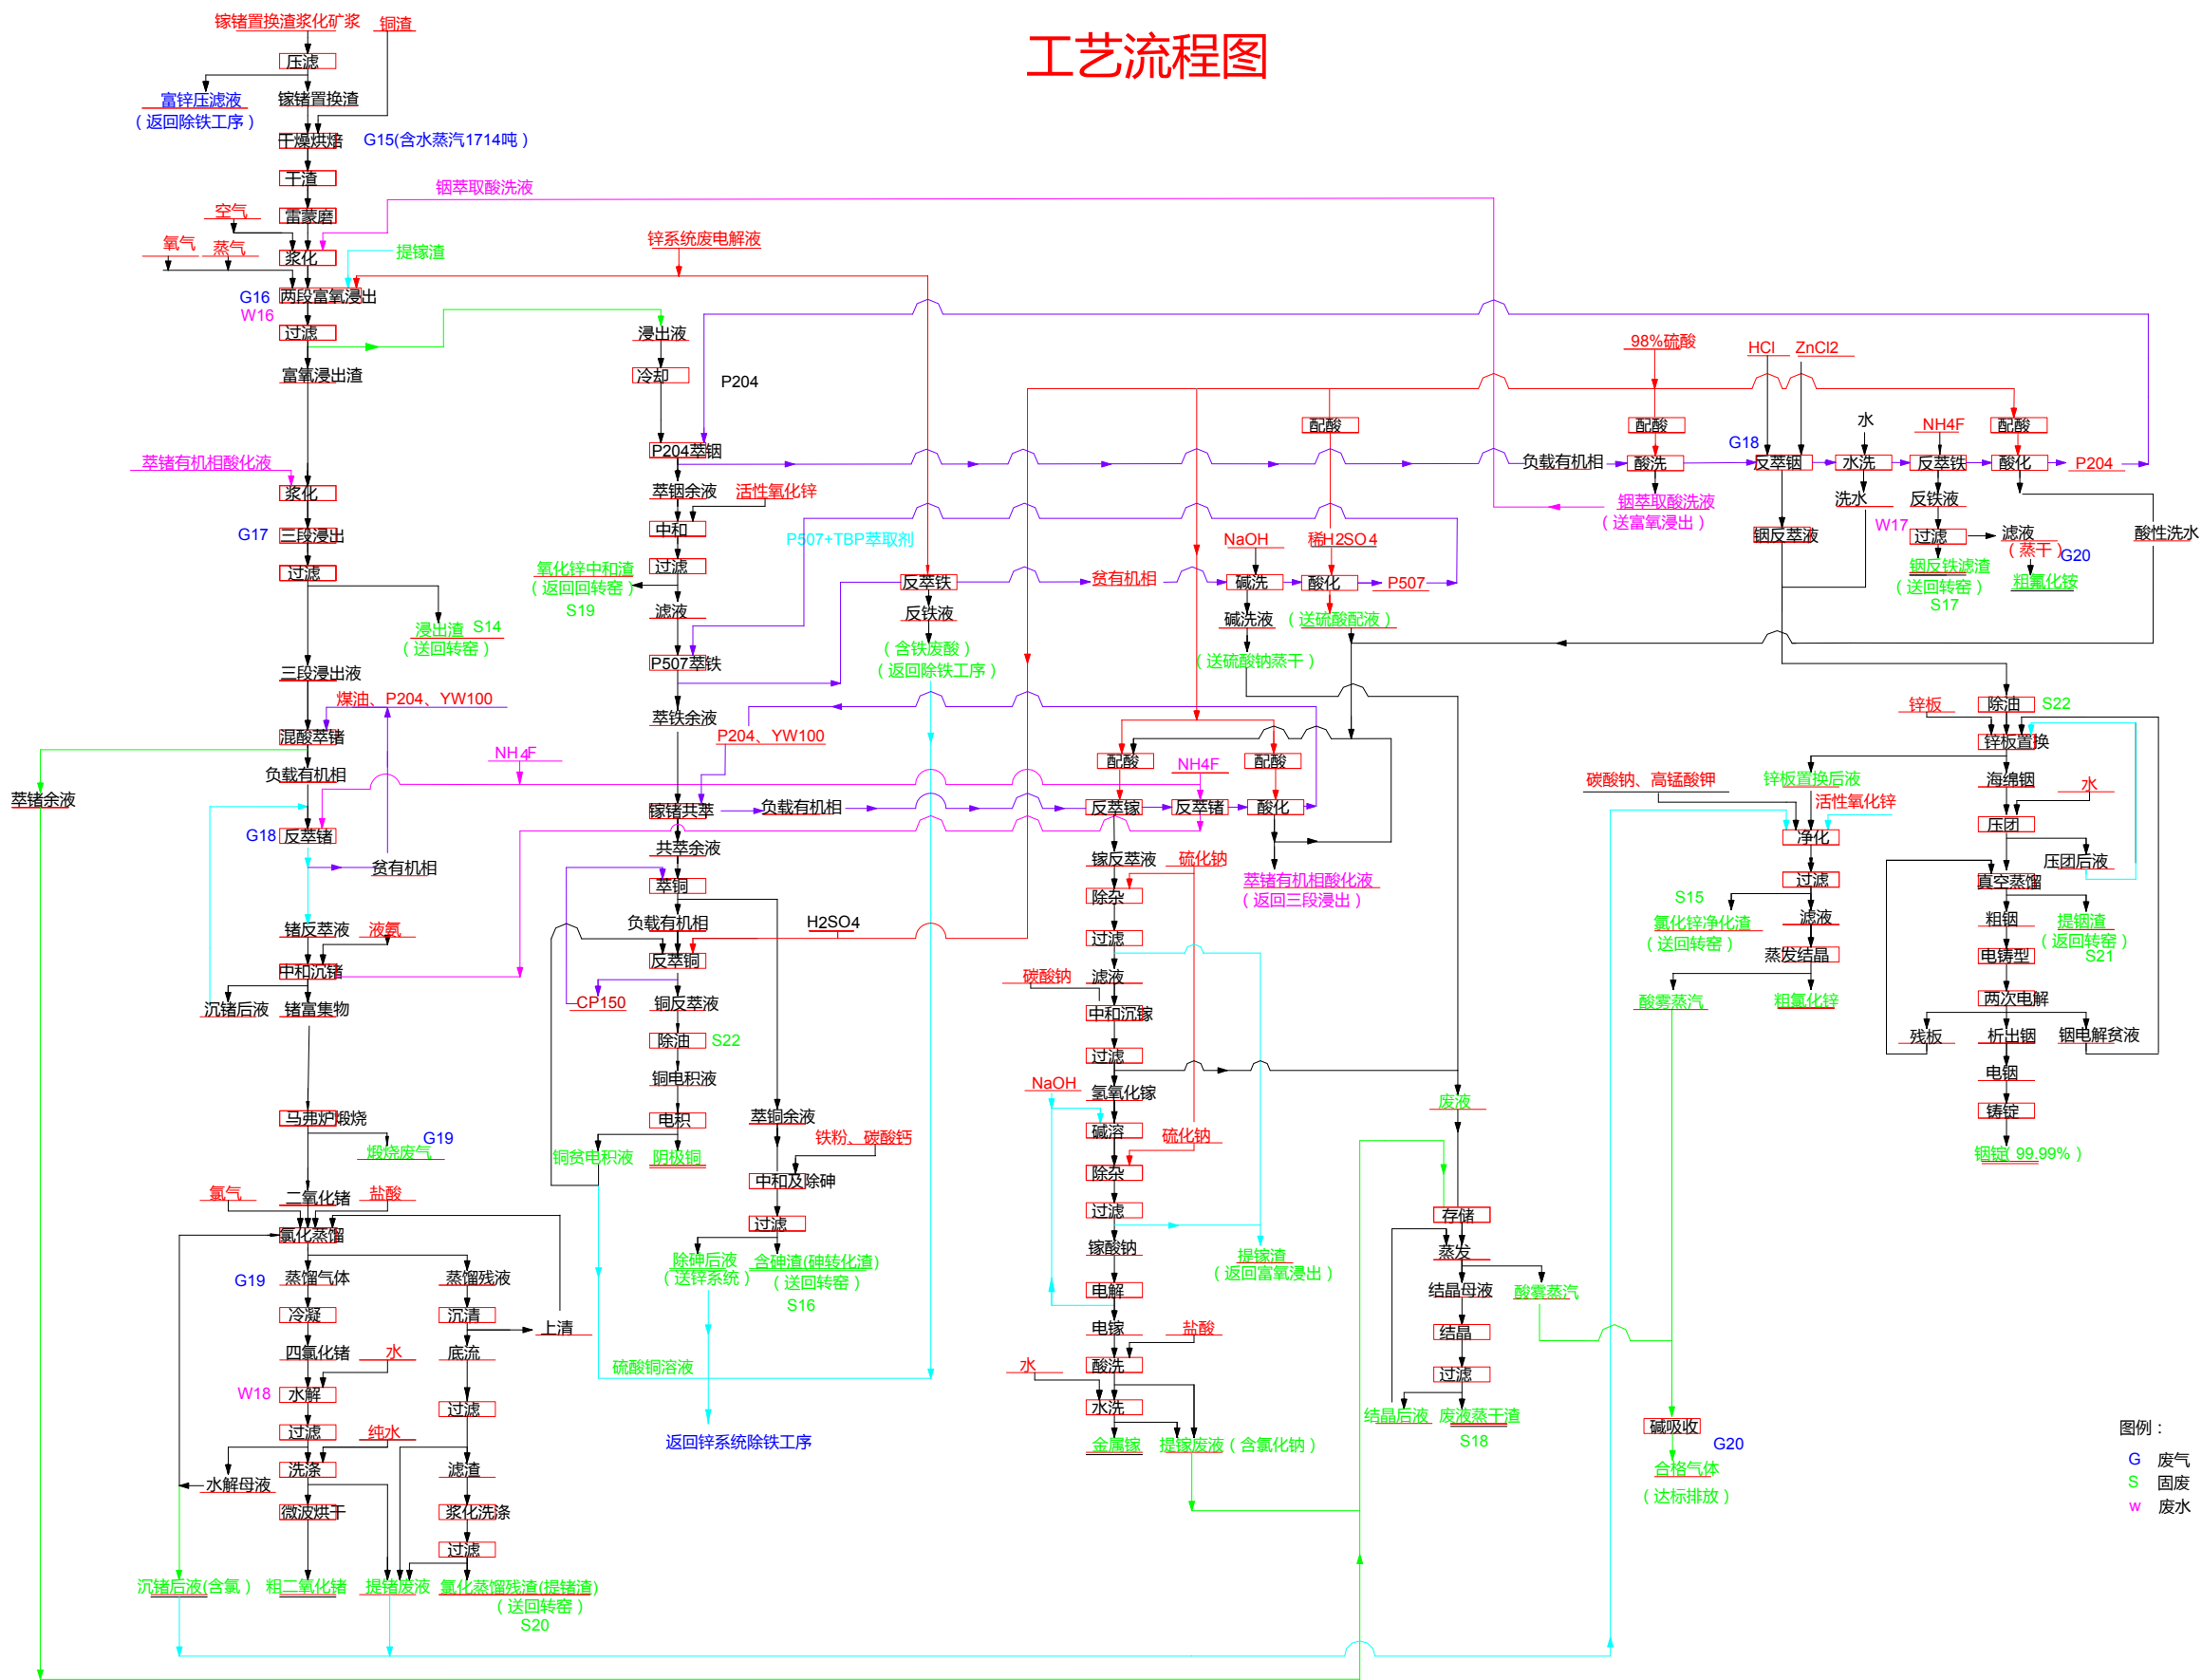 工艺流程图
镓锗置换渣浆化矿浆
铜渣
压滤
富锌压滤液
（返回除铁工序）
镓锗置换渣
干燥烘焙
G15(含水蒸汽1714吨）
干渣
雷蒙磨
空气
氧气
蒸气
浆化
铟萃取酸洗液
提镓渣
锌系统废电解液
G16
两段富氧浸出
W16
过滤
富氧浸出渣
萃锗有机相酸化液
浆化
G17
三段浸出
过滤
浸出渣 S14
（送回转窑）
三段浸出液
煤油、P204、YW100
混酸萃锗
负载有机相
萃锗余液
G18
反萃锗
贫有机相
锗反萃液
液氨
中和沉锗
沉锗后液
锗富集物
马弗炉煅烧
G19
煅烧废气
氯气
二氧化锗
盐酸
氯化蒸馏
G19
蒸馏气体
蒸馏残液
冷凝
沉清
上清
四氯化锗
水
底流
W18
水解
过滤
过滤
纯水
洗涤
滤渣
水解母液
微波烘干
浆化洗涤
过滤
沉锗后液(含氯）
粗二氧化锗
提锗废液
氯化蒸馏残渣(提锗渣)
（送回转窑）
S20
浸出液
冷却
P204
P204萃铟
萃铟余液
活性氧化锌
中和
过滤
氧化锌中和渣
（返回回转窑）
S19
滤液
P507萃铁
萃铁余液
P204、YW100
NH4F
镓锗共萃
负载有机相
共萃余液
萃铜
负载有机相
H2SO4
反萃铜
CP150
铜反萃液
除油
S22
铜电积液
电积
铜贫电积液
阴极铜
萃铜余液
铁粉、碳酸钙
中和及除砷
过滤
除砷后液
（送锌系统）
含砷渣(砷转化渣)
（送回转窑）
S16
硫酸铜溶液
返回锌系统除铁工序
P507+TBP萃取剂
反萃铁
贫有机相
反铁液
（含铁废酸）
（返回除铁工序）
配酸
NaOH
稀H2SO4
碱洗
酸化
P507
碱洗液
（送硫酸配液）
（送硫酸钠蒸干）
配酸
配酸
NH4F
反萃镓
反萃锗
酸化
镓反萃液
硫化钠
萃锗有机相酸化液
（返回三段浸出）
除杂
过滤
碳酸钠
滤液
中和沉镓
过滤
NaOH
氢氧化镓
碱溶
硫化钠
除杂
过滤
镓酸钠
提镓渣
（返回富氧浸出）
电解
电镓
盐酸
水
酸洗
水洗
金属镓
提镓废液（含氯化钠）
废液
存储
蒸发
结晶母液
酸雾蒸汽
结晶
过滤
结晶后液
废液蒸干渣
S18
98%硫酸
HCl
ZnCl2
配酸
G18
水
NH4F
配酸
负载有机相
酸洗
反萃铟
水洗
反萃铁
酸化
P204
铟萃取酸洗液
（送富氧浸出）
洗水
反铁液
W17
铟反萃液
过滤
滤液
（蒸干）
G20
酸性洗水
铟反铁滤渣
（送回转窑）
S17
粗氟化铵
锌板
除油
S22
锌板置换
碳酸钠、高锰酸钾
锌板置换后液
海绵铟
水
活性氧化锌
净化
压团
压团后液
过滤
真空蒸馏
S15
氯化锌净化渣
（送回转窑）
滤液
粗铟
提铟渣
（返回转窑）
S21
蒸发结晶
电铸型
酸雾蒸汽
粗氯化锌
两次电解
残板
析出铟
铟电解贫液
电铟
铸锭
铟锭（99.99%）
碱吸收
G20
合格气体
（达标排放）
图例：
G 废气
S 固废
w 废水